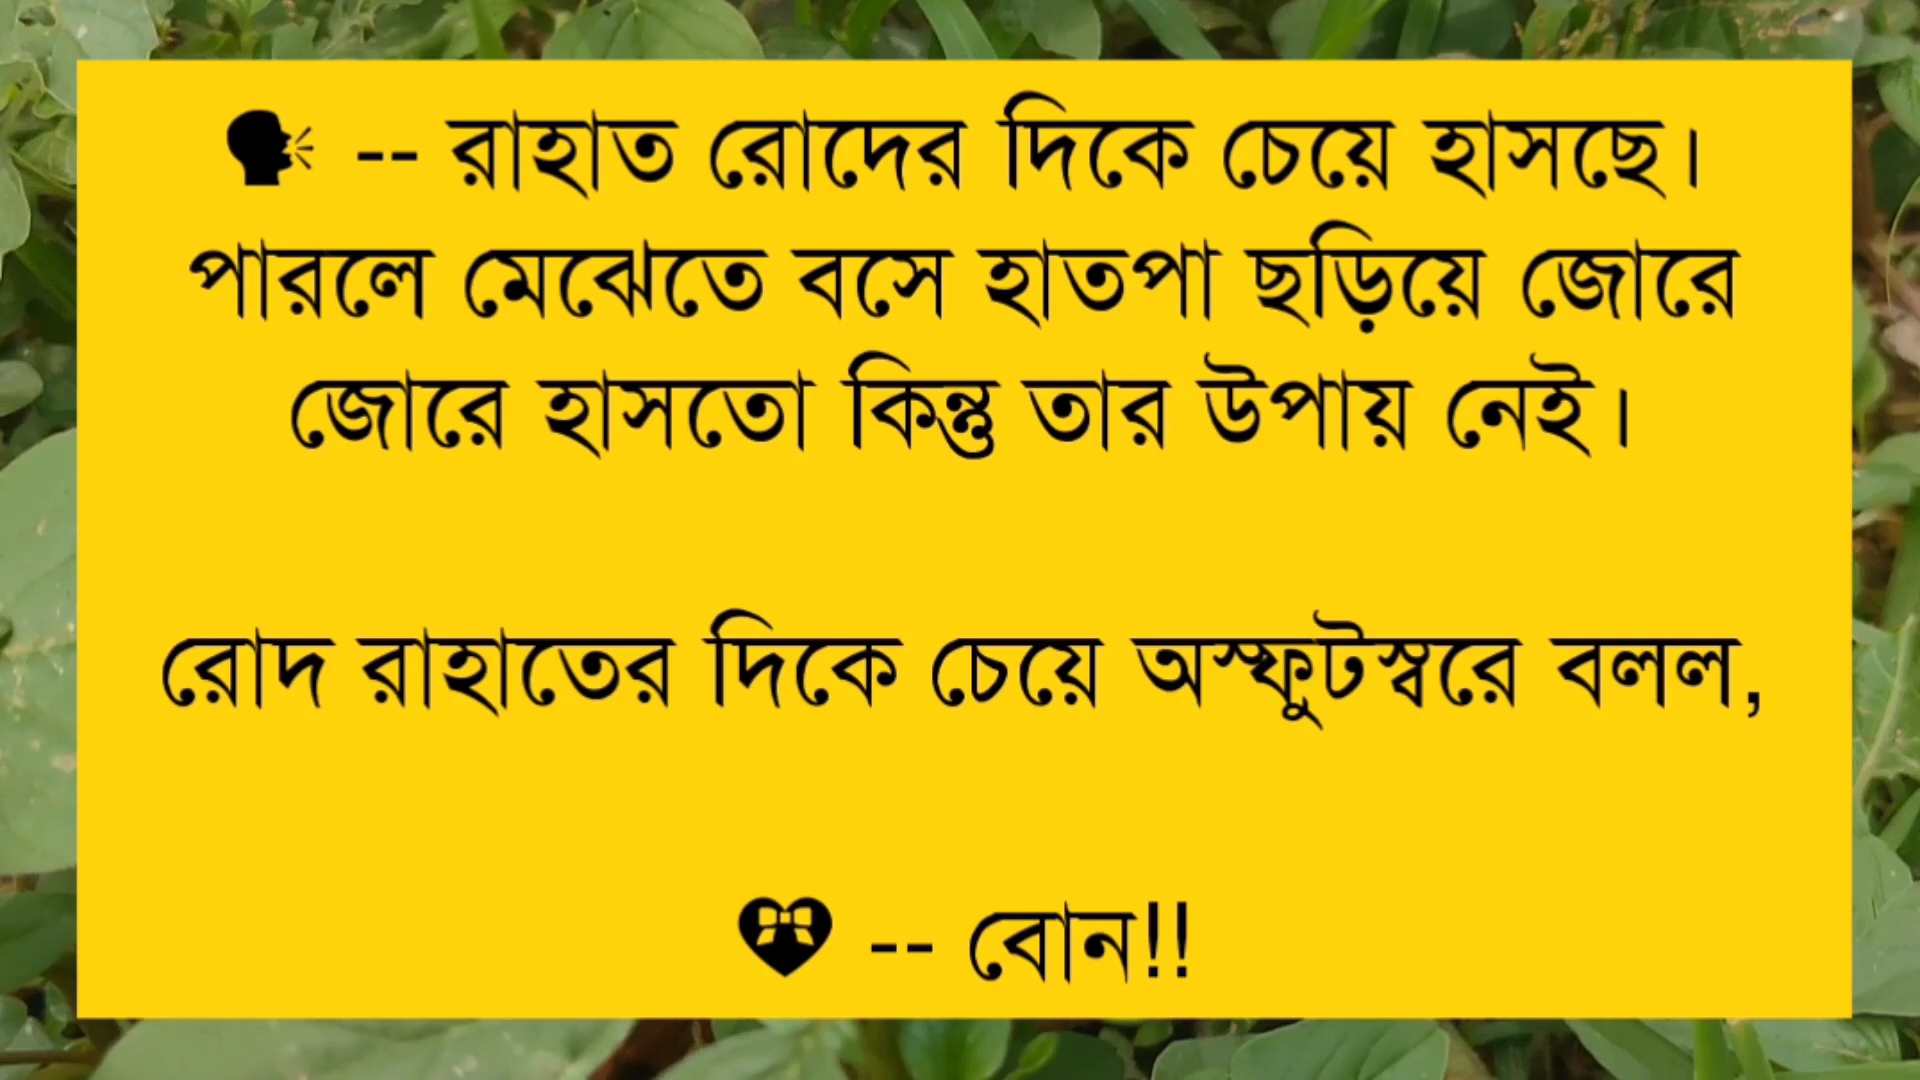 🗣 -- রাহাত রোদের দিকে চেয়ে হাসছে।
পারলে মেঝেতে বসে হাতপা ছড়িয়ে জোরে
জোরে হাসতো কিন্তু তার উপায় নেই।
রোদ রাহাতের দিকে চেয়ে অস্ফুটস্বরে বলল,
💝 -- বোন!!